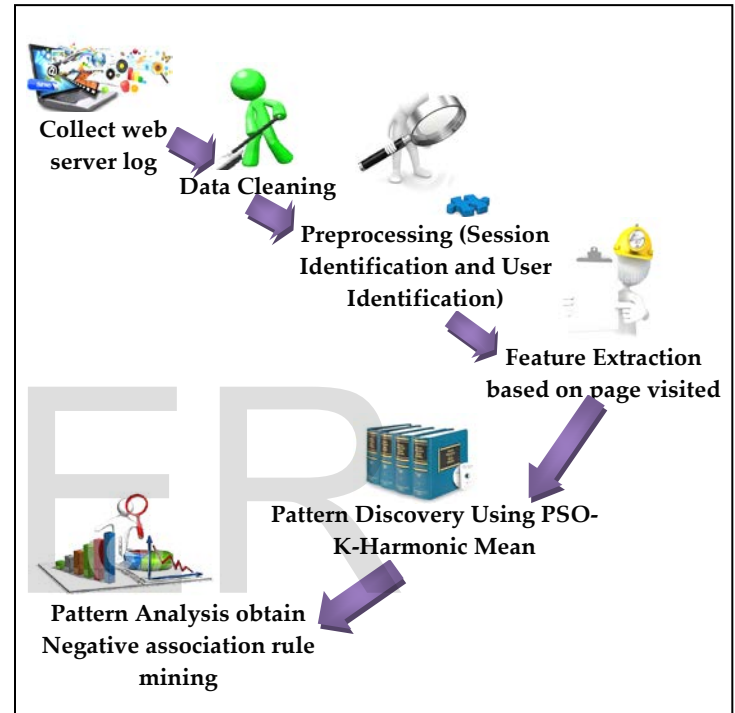 Collect web
server log
Data Cleaning
Preprocessing (Session
Identification and User
Identification)
Feature Extraction
based on page visited
ER
Pattern Discovery Using PSO-
K-Harmonic Mean
Pattern Analysis obtain
Negative association rule
mining